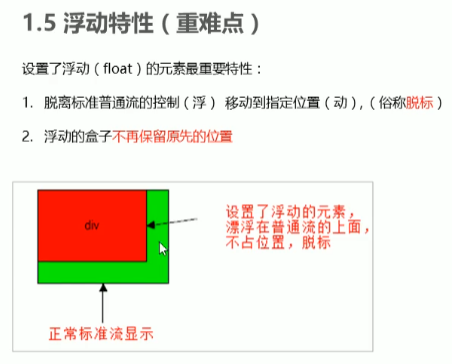 1.5 浮动特性（重难点）
设置了浮动（float）的元素最重要特性：
1. 脱离标准普通流的控制（浮） 移动到指定位置（动），（俗称脱标）
2. 浮动的盒子不再保留原先的位置
div
设置了浮动的元素，
漂浮在普通流的上面，
不占位置，脱标
正常标准流显示